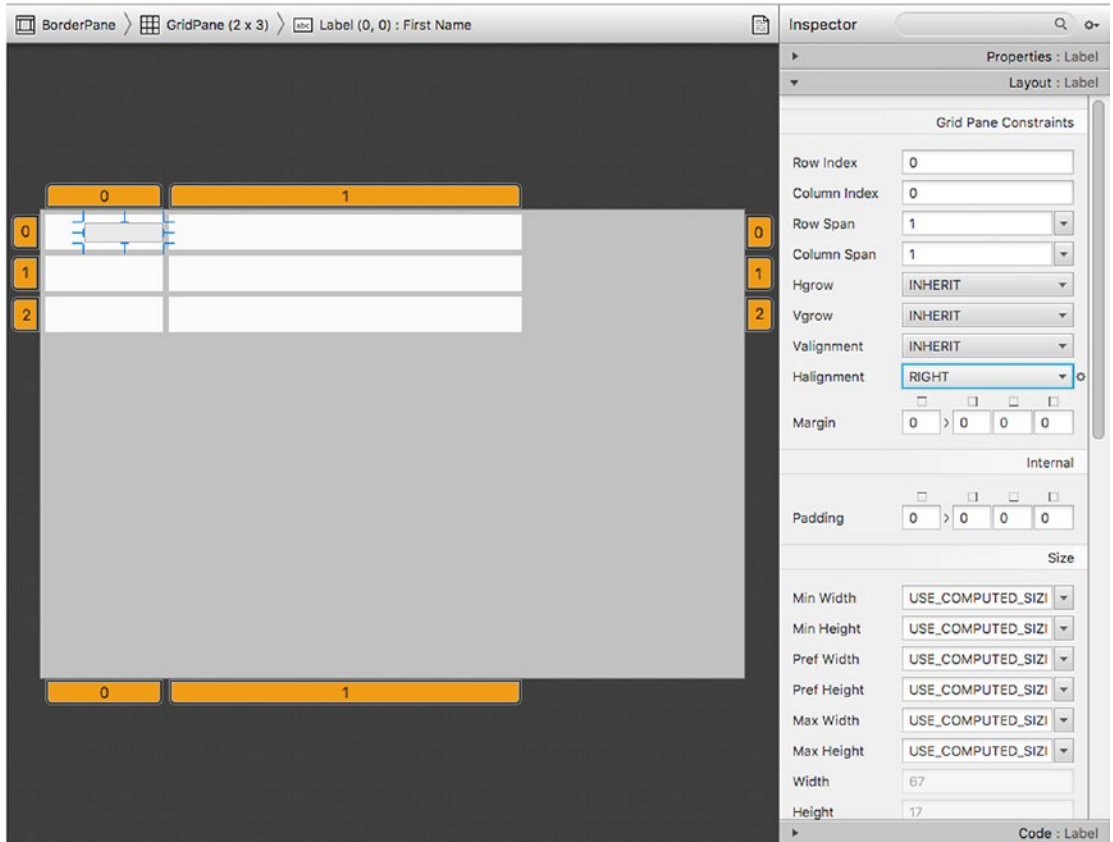 BorderPane GridPane (2 x 3) abc Label (0, 0) : First Name
Inspector
Properties : Label
Layout : Label
Grid Pane Constraints
Row Index 0
Column Index 0
Row Span 1
Column Span 1
Hgrow INHERIT
Vgrow INHERIT
Valignment INHERIT
Halignment RIGHT
Margin 0 0 0 0
Internal
Padding 0 0 0 0
Size
Min Width USE_COMPUTED_SIZI
Min Height USE_COMPUTED_SIZI
Pref Width USE_COMPUTED_SIZI
Pref Height USE_COMPUTED_SIZI
Max Width USE_COMPUTED_SIZI
Max Height USE_COMPUTED_SIZI
Width 67
Height 17
Code : Label
0 1
0 0
1 1
2 2
0 1